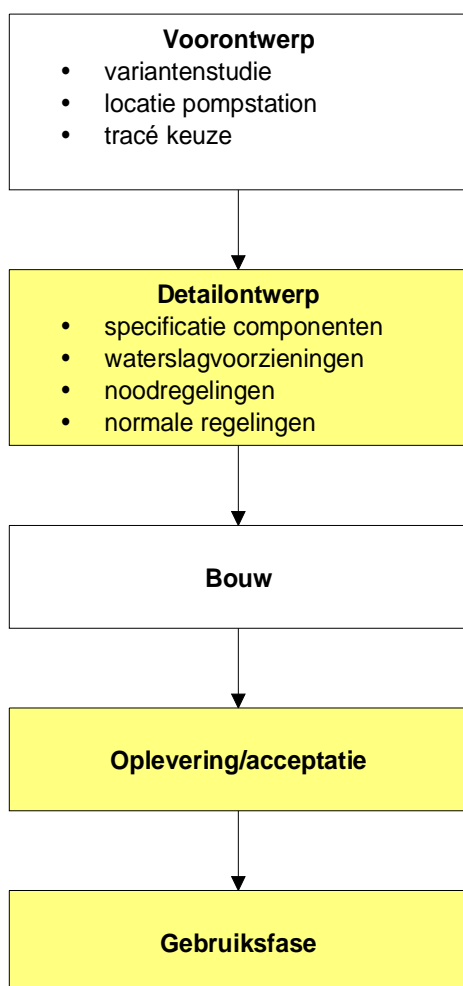 Voorontwerp
• variantenstudie
• locatie pompstation
• tracé keuze
Detailontwerp
• specificatie componenten
• waterslagvoorzieningen
• noodregelingen
• normale regelingen
Bouw
Oplevering/acceptatie
Gebruiksfase